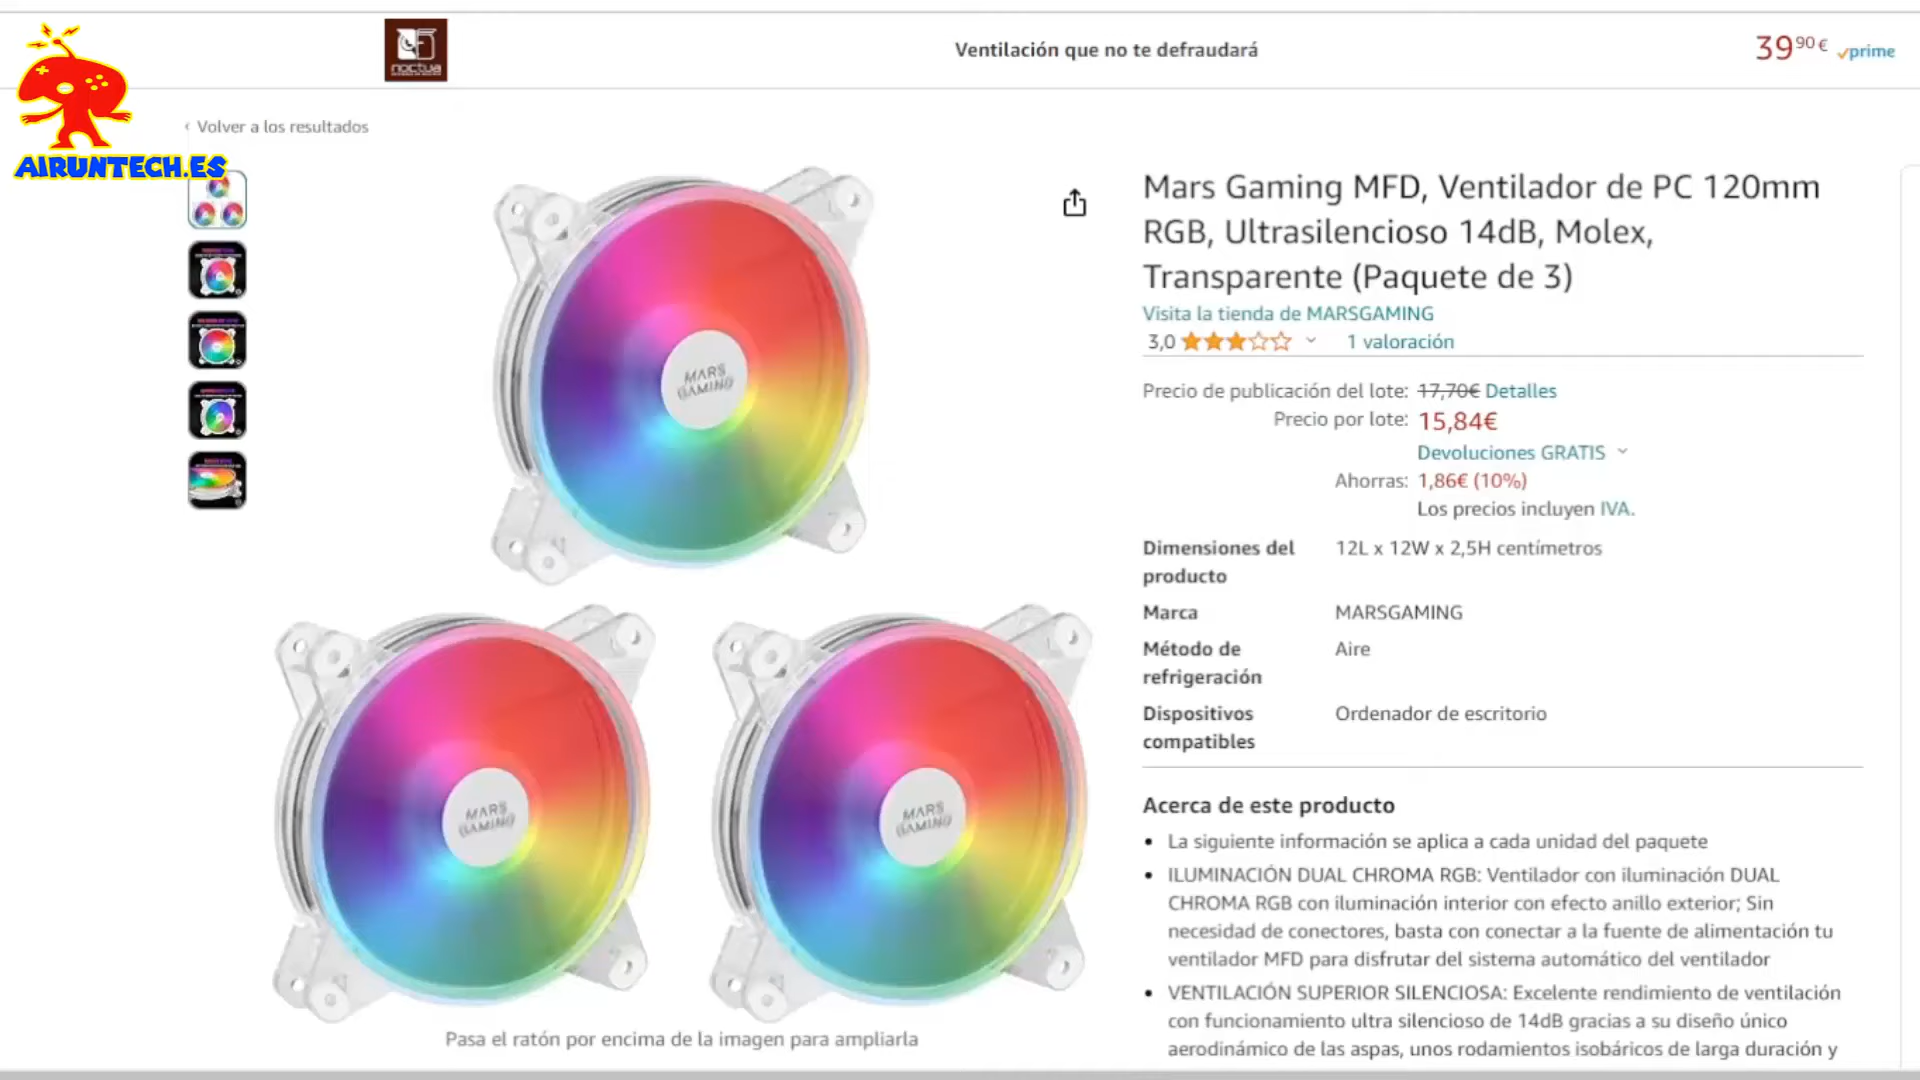 noctua
Ventilación que no te defraudará
39⁹⁰€ prime
AIRUNTECH.ES
‹ Volver a los resultados
Mars Gaming MFD, Ventilador de PC 120mm
RGB, Ultrasilencioso 14dB, Molex,
Transparente (Paquete de 3)
Visita la tienda de MARSGAMING
3,0 1 valoración
Precio de publicación del lote: 17,70€ Detalles
Precio por lote: 15,84€
Devoluciones GRATIS
Ahorras: 1,86€ (10%)
Los precios incluyen IVA.
Dimensiones del producto 12L x 12W x 2,5H centímetros
Marca MARSGAMING
Método de refrigeración Aire
Dispositivos compatibles Ordenador de escritorio
Acerca de este producto
• La siguiente información se aplica a cada unidad del paquete
• ILUMINACIÓN DUAL CHROMA RGB: Ventilador con iluminación DUAL
CHROMA RGB con iluminación interior con efecto anillo exterior; Sin
necesidad de conectores, basta con conectar a la fuente de alimentación tu
ventilador MFD para disfrutar del sistema automático del ventilador
• VENTILACIÓN SUPERIOR SILENCIOSA: Excelente rendimiento de ventilación
con funcionamiento ultra silencioso de 14dB gracias a su diseño único
aerodinámico de las aspas, unos rodamientos isobáricos de larga duración y
MARS
GAMING
MARS
GAMING
MARS
GAMING
Pasa el ratón por encima de la imagen para ampliarla